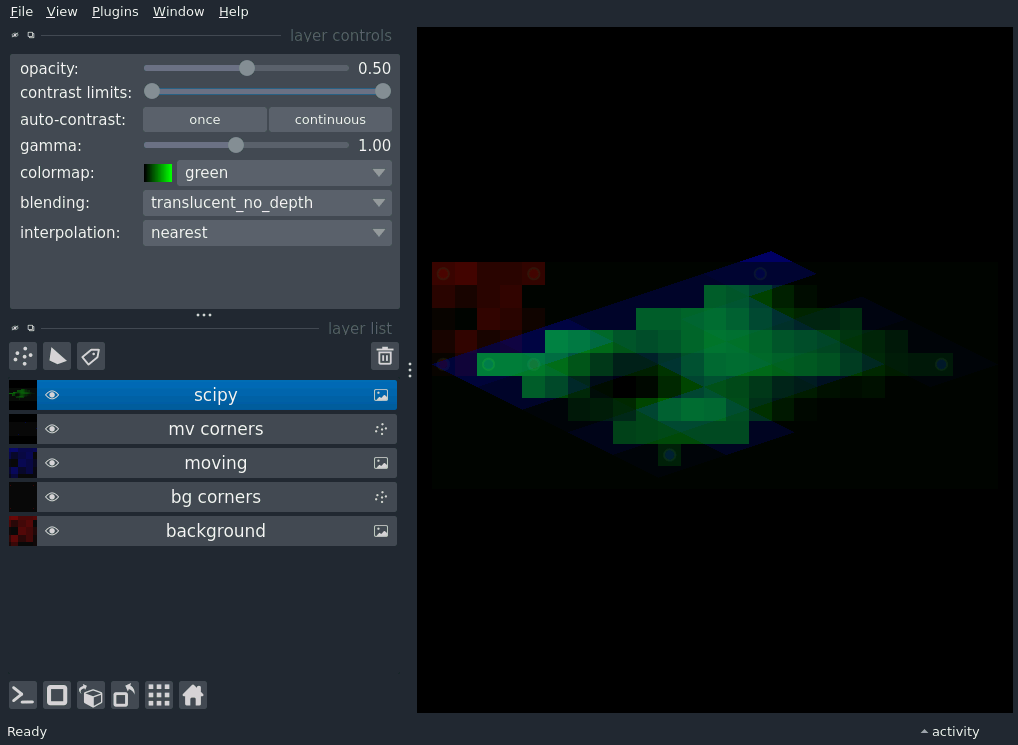 File View Plugins Window Help
layer controls
opacity: 0.50
contrast limits:
auto-contrast: once continuous
gamma: 1.00
colormap: green
blending: translucent_no_depth
interpolation: nearest
layer list
scipy
mv corners
moving
bg corners
background
Ready activity